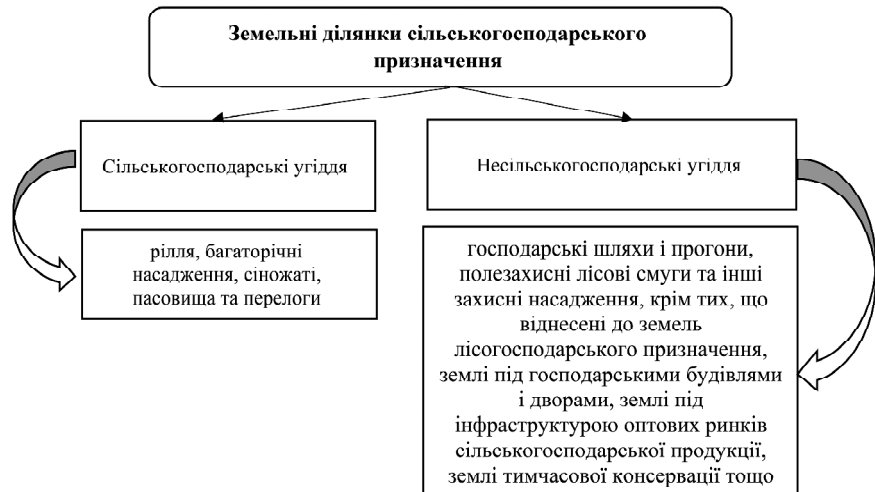 Земельні ділянки сільськогосподарського
призначення
Сільськогосподарські угіддя
Несільськогосподарські угіддя
рілля, багаторічні
насадження, сіножаті,
пасовища та перелоги
господарські шляхи і прогони,
полезахисні лісові смуги та інші
захисні насадження, крім тих, що
віднесені до земель
лісогосподарського призначення,
землі під господарськими будівлями
і дворами, землі під
інфраструктурою оптових ринків
сільськогосподарської продукції,
землі тимчасової консервації тощо